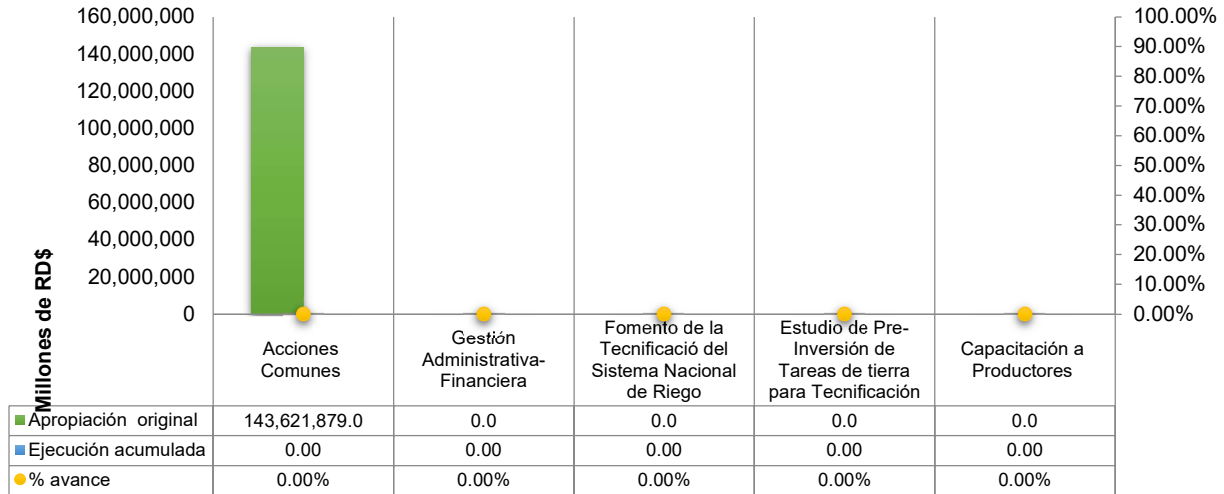 160,000,000
140,000,000
120,000,000
100,000,000
80,000,000
60,000,000
40,000,000
20,000,000
0
Millones de RD$
100.00%
90.00%
80.00%
70.00%
60.00%
50.00%
40.00%
30.00%
20.00%
10.00%
0.00%
Acciones
Comunes
Gestión
Administrativa-
Financiera
Fomento de la
Tecnificació del
Sistema Nacional
de Riego
Estudio de Pre-
Inversión de
Tareas de tierra
para Tecnificación
Capacitación a
Productores
Apropiación original 143,621,879.0 0.0 0.0 0.0 0.0
Ejecución acumulada 0.00 0.00 0.00 0.00 0.00
% avance 0.00% 0.00% 0.00% 0.00% 0.00%